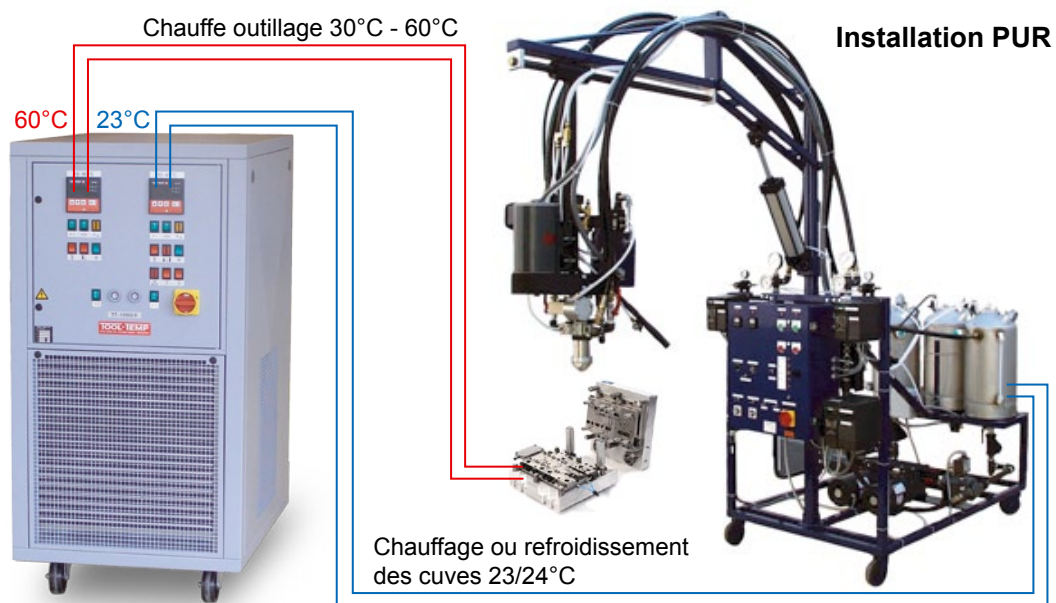 Chauffe outillage 30°C - 60°C
Installation PUR
60°C
23°C
TOOL-TEMP
Chauffage ou refroidissement
des cuves 23/24°C